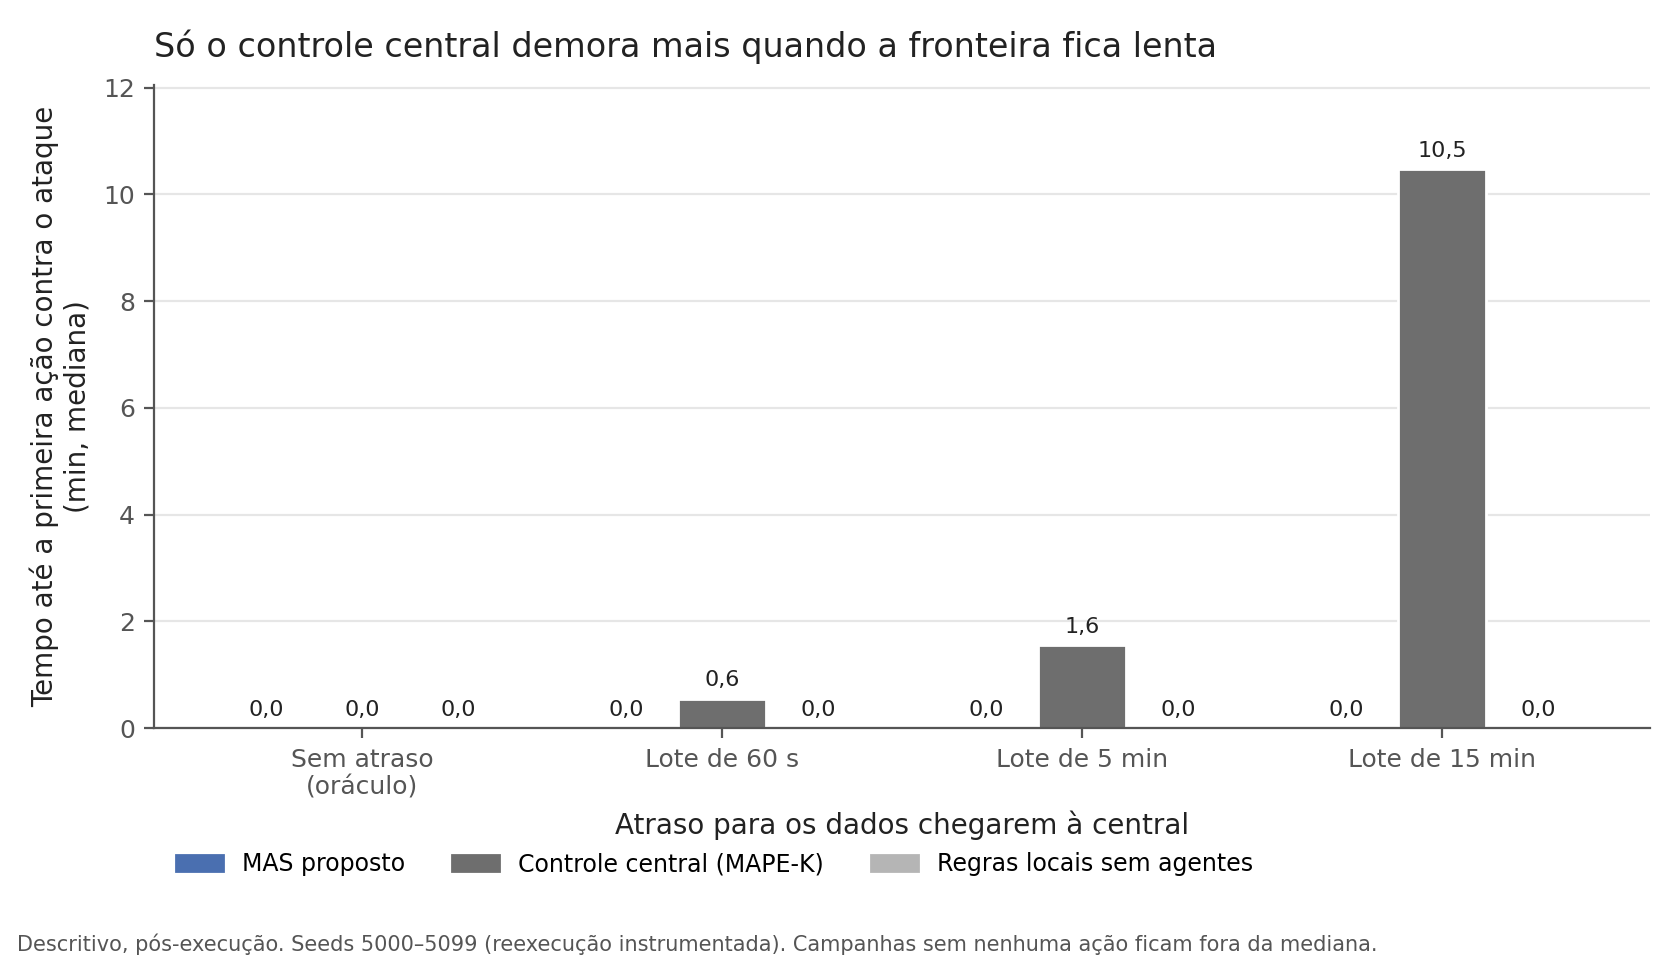 Só o controle central demora mais quando a fronteira fica lenta
Tempo até a primeira ação contra o ataque
(min, mediana)
12
10
8
6
4
2
0
0,0
0,0
0,0
0,0
0,6
0,0
0,0
1,6
0,0
0,0
10,5
0,0
Sem atraso
(oráculo)
Lote de 60 s
Lote de 5 min
Lote de 15 min
Atraso para os dados chegarem à central
MAS proposto
Controle central (MAPE-K)
Regras locais sem agentes
Descritivo, pós-execução. Seeds 5000–5099 (reexecução instrumentada). Campanhas sem nenhuma ação ficam fora da mediana.